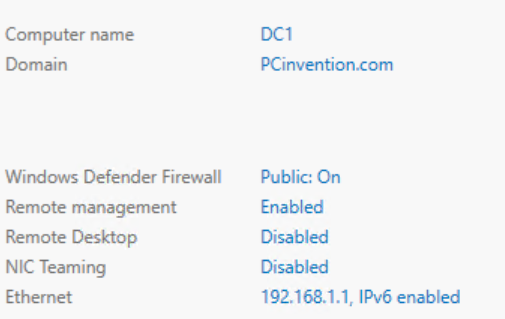 Computer name DC1
Domain PCinvention.com
Windows Defender Firewall Public: On
Remote management Enabled
Remote Desktop Disabled
NIC Teaming Disabled
Ethernet 192.168.1.1, IPv6 enabled